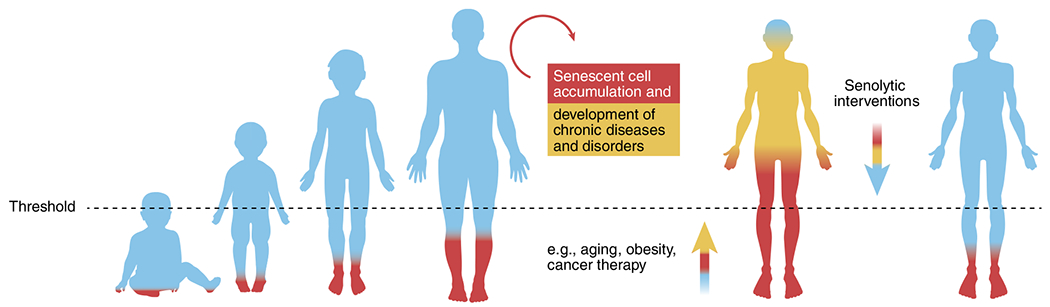 Threshold
Senescent cell
accumulation and
development of
chronic diseases
and disorders
e.g., aging, obesity,
cancer therapy
Senolytic
interventions